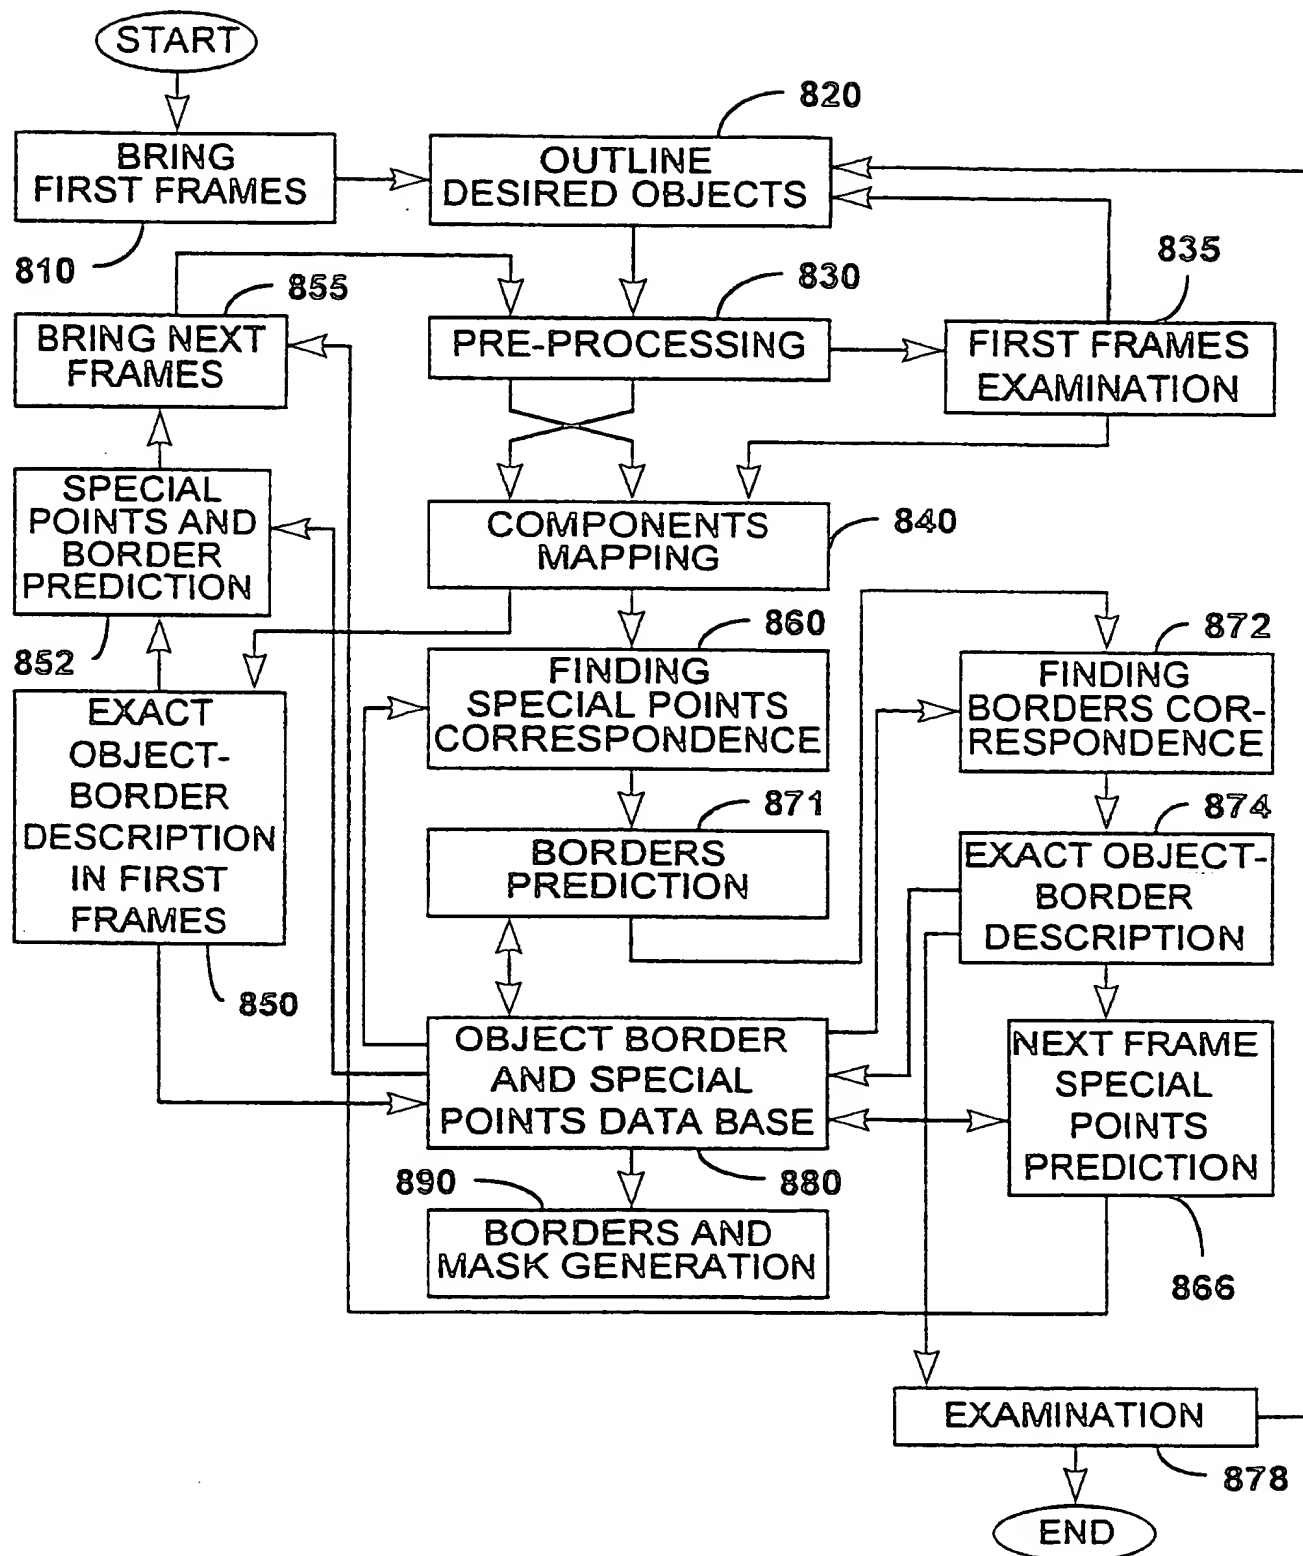 START
820
BRING
FIRST FRAMES
OUTLINE
DESIRED OBJECTS
810
855
830
835
BRING NEXT
FRAMES
PRE-PROCESSING
FIRST FRAMES
EXAMINATION
SPECIAL
POINTS AND
BORDER
PREDICTION
COMPONENTS
MAPPING
840
852
860
872
EXACT
OBJECT-
BORDER
DESCRIPTION
IN FIRST
FRAMES
FINDING
SPECIAL POINTS
CORRESPONDENCE
FINDING
BORDERS COR-
RESPONDENCE
871
874
BORDERS
PREDICTION
EXACT OBJECT-
BORDER
DESCRIPTION
850
OBJECT BORDER
AND SPECIAL
POINTS DATA BASE
NEXT FRAME
SPECIAL
POINTS
PREDICTION
890
880
BORDERS AND
MASK GENERATION
866
EXAMINATION
878
END